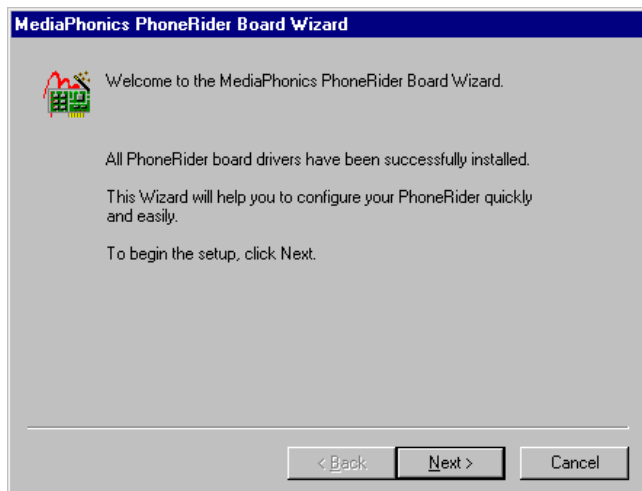 MediaPhonics PhoneRider Board Wizard
Welcome to the MediaPhonics PhoneRider Board Wizard.
All PhoneRider board drivers have been successfully installed.
This Wizard will help you to configure your PhoneRider quickly
and easily.
To begin the setup, click Next.
< Back
Next >
Cancel